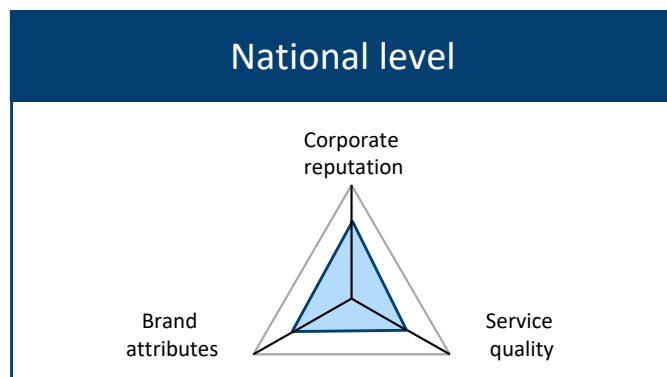 National level
Corporate
reputation
Brand
attributes
Service
quality